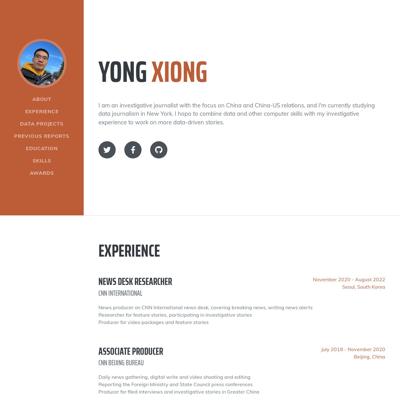 ABOUT
EXPERIENCE
DATA PROJECTS
PREVIOUS REPORTS
EDUCATION
SKILLS
AWARDS
YONG XIONG
I am an investigative journalist with the focus on China and China-US relations, and I'm currently studying
data journalism in New York. I hope to combine data and other computer skills with my investigative
experience to work on more data-driven stories.
EXPERIENCE
NEWS DESK RESEARCHER
November 2020 - August 2022
CNN INTERNATIONAL
Seoul, South Korea
News producer on CNN International news desk, covering breaking news, writing news alerts
Researcher for feature stories, participating in investigative stories
Producer for video packages and feature stories
ASSOCIATE PRODUCER
July 2018 - November 2020
CNN BEIJING BUREAU
Beijing, China
Daily news gathering, digital write and video shooting and editing
Reporting the Foreign Ministry and State Council press conferences
Producer for filed interviews and investigative stories in Greater China